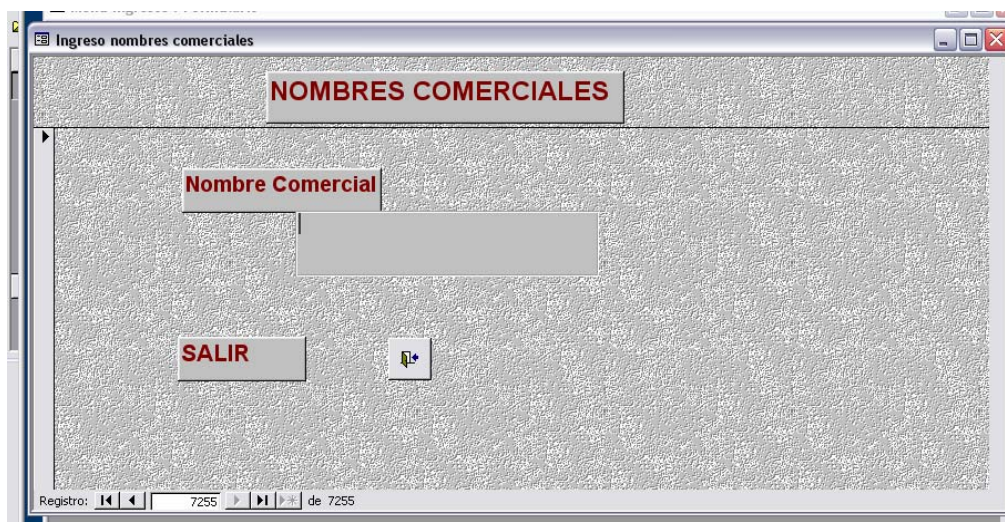 Ingreso nombres comerciales
NOMBRES COMERCIALES
Nombre Comercial
SALIR
Registro: 7255 de 7255